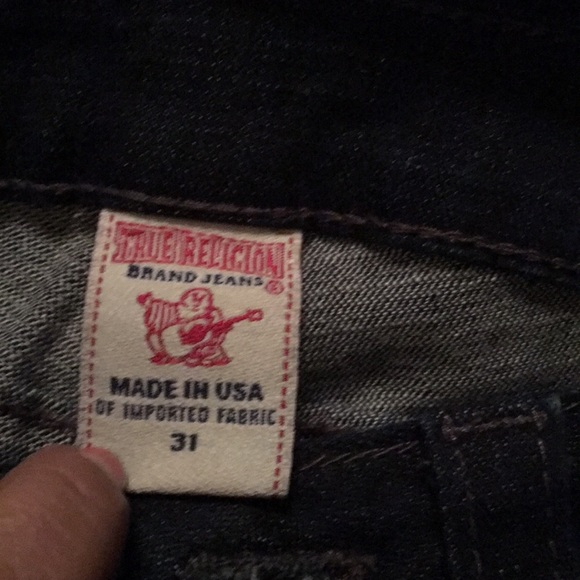 TRUE RELIGION
BRAND JEANS®
MADE IN USA
OF IMPORTED FABRIC
31